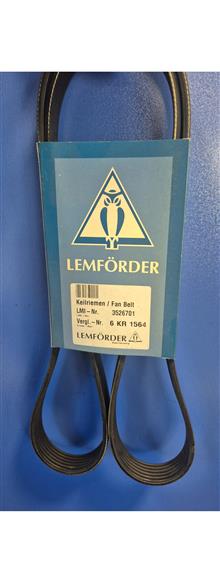 LEMFÖRDER
Keilriemen / Fan Belt
LMI-Nr. 3526701
Vergl.-Nr. 6 KR 1564
LEMFÖRDER